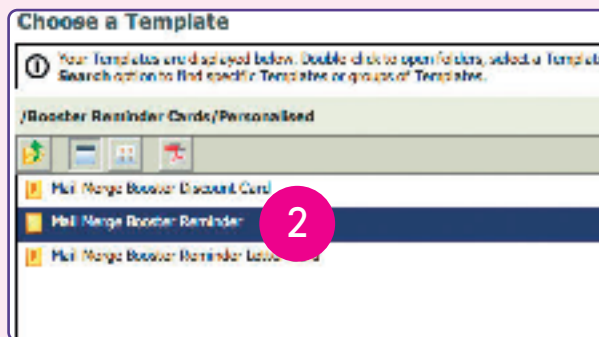 Choose a Template
Your Templates are displayed below. Double click to open folders, select a Templat
Search option to find specific Templates or groups of Templates.
/Booster Reminder Cards/Personalised
Mail Merge Booster Discount Card
Mail Merge Booster Reminder
2
Mail Merge Booster Reminder